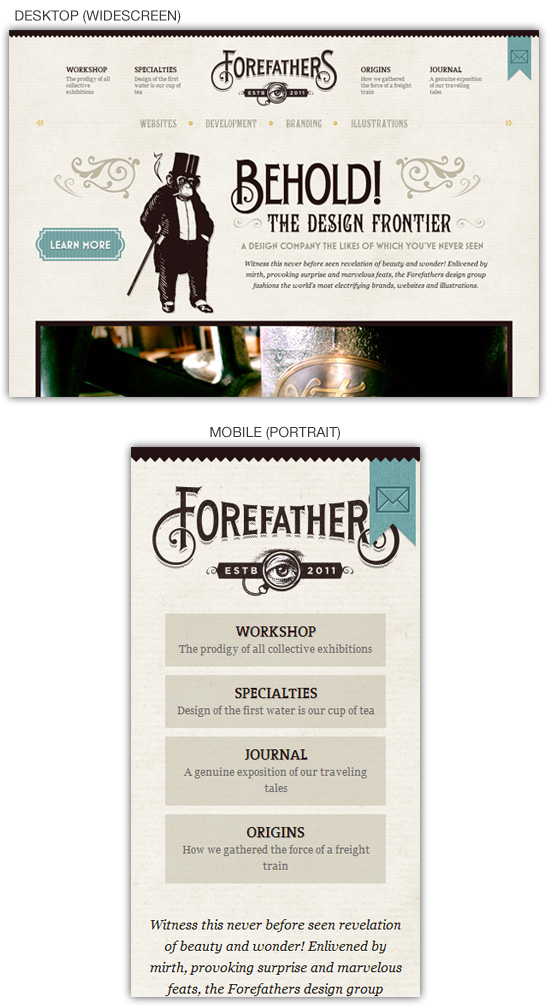 DESKTOP (WIDESCREEN)
FOREFATHERS
ESTB 2011
WORKSHOP
The prodigy of all
collective
exhibitions
SPECIALTIES
Design of the first
water is our cup of
tea
ORIGINS
How we gathered
the force of a freight
train
JOURNAL
A genuine exposition
of our traveling
tales
WEBSITES • DEVELOPMENT • BRANDING • ILLUSTRATIONS
BEHOLD!
THE DESIGN FRONTIER
LEARN MORE
A DESIGN COMPANY THE LIKES OF WHICH YOU'VE NEVER SEEN
Witness this never before seen revelation of beauty and wonder! Enlivened by
mirth, provoking surprise and marvelous feats, the Forefathers design group
fashions the world's most electrifying brands, websites and illustrations.
MOBILE (PORTRAIT)
FOREFATHERS
ESTB 2011
WORKSHOP
The prodigy of all collective exhibitions
SPECIALTIES
Design of the first water is our cup of tea
JOURNAL
A genuine exposition of our traveling
tales
ORIGINS
How we gathered the force of a freight
train
Witness this never before seen revelation
of beauty and wonder! Enlivened by
mirth, provoking surprise and marvelous
feats, the Forefathers design group